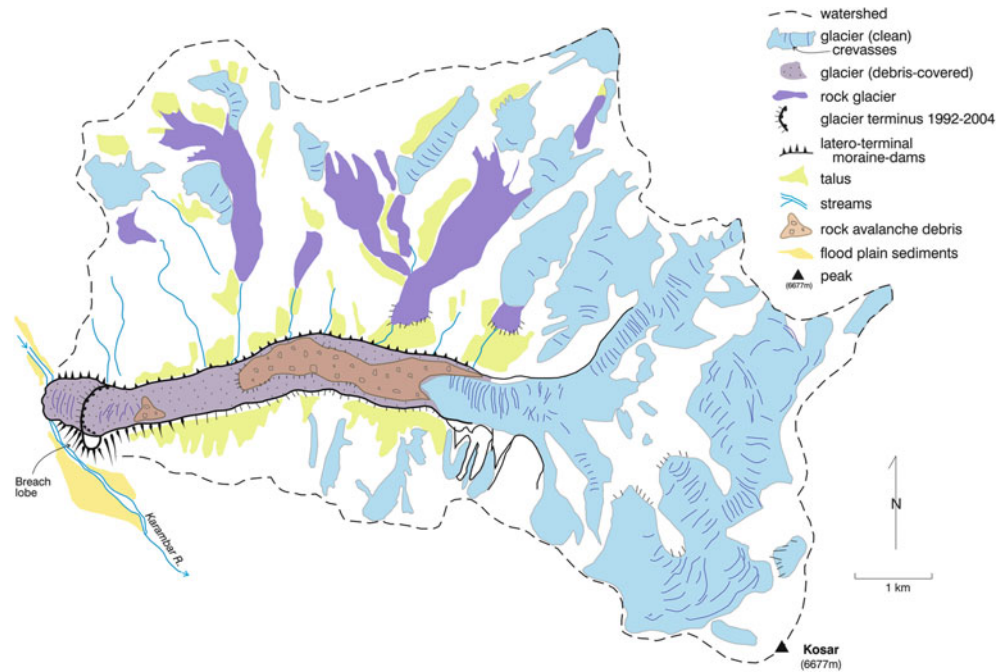 watershed
glacier (clean)
crevasses
glacier (debris-covered)
rock glacier
glacier terminus 1992-2004
latero-terminal
moraine-dams
talus
streams
rock avalanche debris
flood plain sediments
peak
(6677m)
Breach
lobe
Karambar R.
N
1 km
Kosar
(6677m)